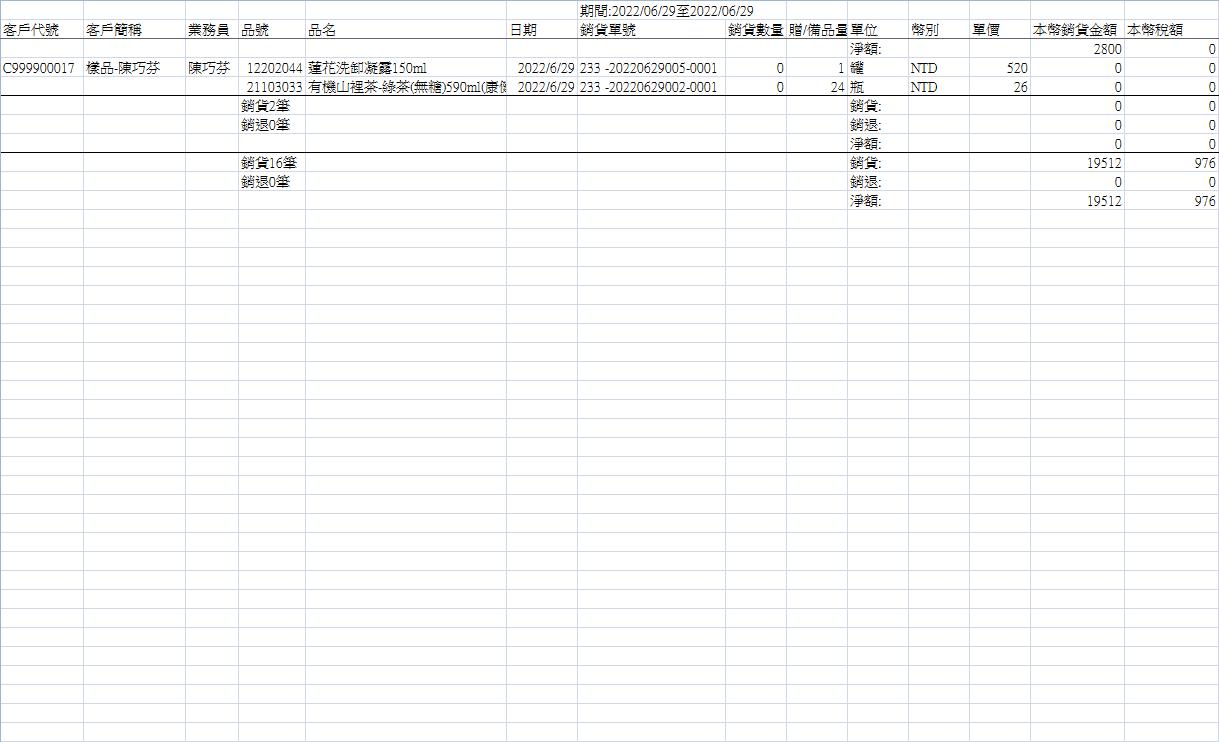 期間:2022/06/29至2022/06/29
客戶代號 客戶簡稱 業務員 品號 品名 日期 銷貨單號 銷貨數量 贈/備品量 單位 幣別 單價 本幣銷貨金額 本幣稅額
淨額: 2800 0
C999900017 樣品-陳巧芬 陳巧芬 12202044 蓮花洗卸凝露150ml 2022/6/29 233 -20220629005-0001 0 1 罐 NTD 520 0 0
21103033 有機山裡茶-綠茶(無糖)590ml(康 2022/6/29 233 -20220629002-0001 0 24 瓶 NTD 26 0 0
銷貨2筆 銷貨: 0 0
銷退0筆 銷退: 0 0
淨額: 0 0
銷貨16筆 銷貨: 19512 976
銷退0筆 銷退: 0 0
淨額: 19512 976